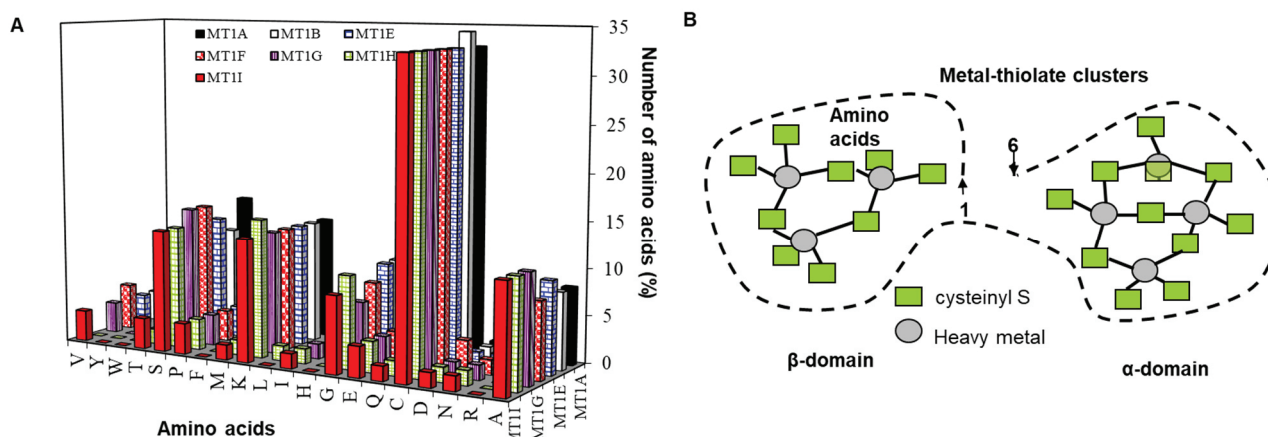 A
MT1A MT1B MT1E
MT1F MT1G MT1H
MT1I
35
30
25
20
15
10
5
0
Number of amino acids (%)
V Y W T S P F M K L I H G E Q C D N R A
MT1I MT1G MT1E MT1A
Amino acids
B
Metal-thiolate clusters
Amino
acids
6
1
cysteinyl S
Heavy metal
β-domain
α-domain